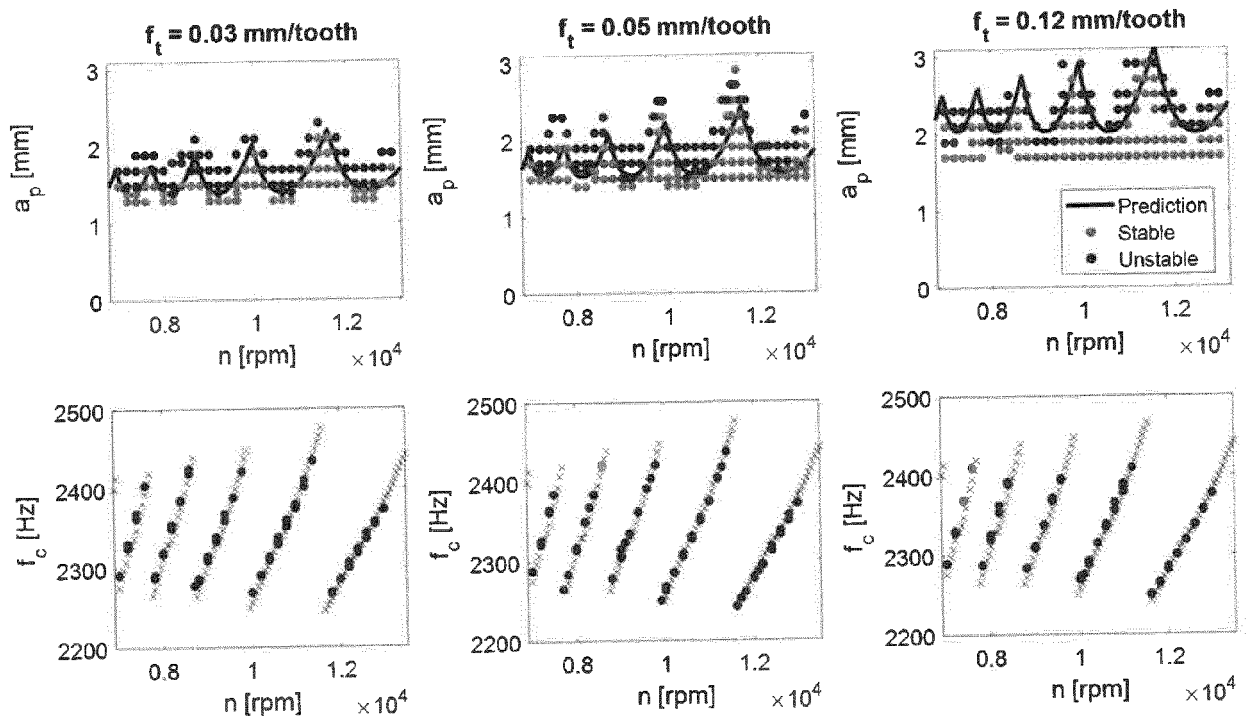 f_t = 0.03 mm/tooth
f_t = 0.05 mm/tooth
f_t = 0.12 mm/tooth
3
2
1
0
a_p [mm]
0.8
1
1.2
n [rpm]
×10^4
3
2
1
0
a_p [mm]
0.8
1
1.2
n [rpm]
×10^4
3
2
1
0
a_p [mm]
Prediction
Stable
Unstable
0.8
1
1.2
n [rpm]
×10^4
2500
2400
2300
2200
f_c [Hz]
0.8
1
1.2
n [rpm]
×10^4
2500
2400
2300
2200
f_c [Hz]
0.8
1
1.2
n [rpm]
×10^4
2500
2400
2300
2200
f_c [Hz]
0.8
1
1.2
n [rpm]
×10^4